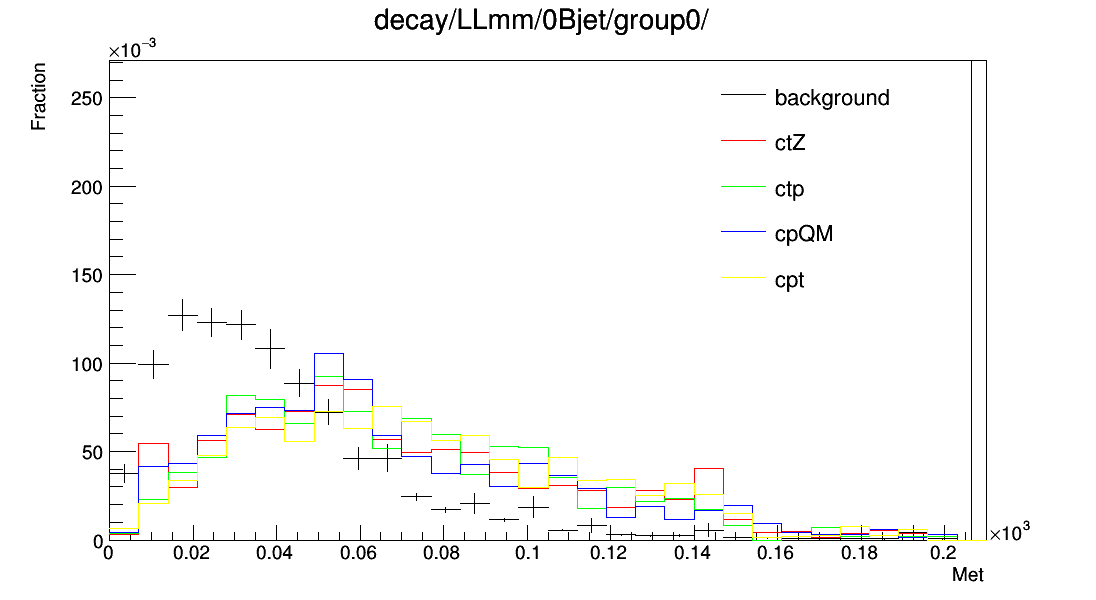 decay/LLmm/0Bjet/group0/
×10⁻³
Fraction
250
200
150
100
50
0
background
ctZ
ctp
cpQM
cpt
0 0.02 0.04 0.06 0.08 0.1 0.12 0.14 0.16 0.18 0.2
×10³
Met